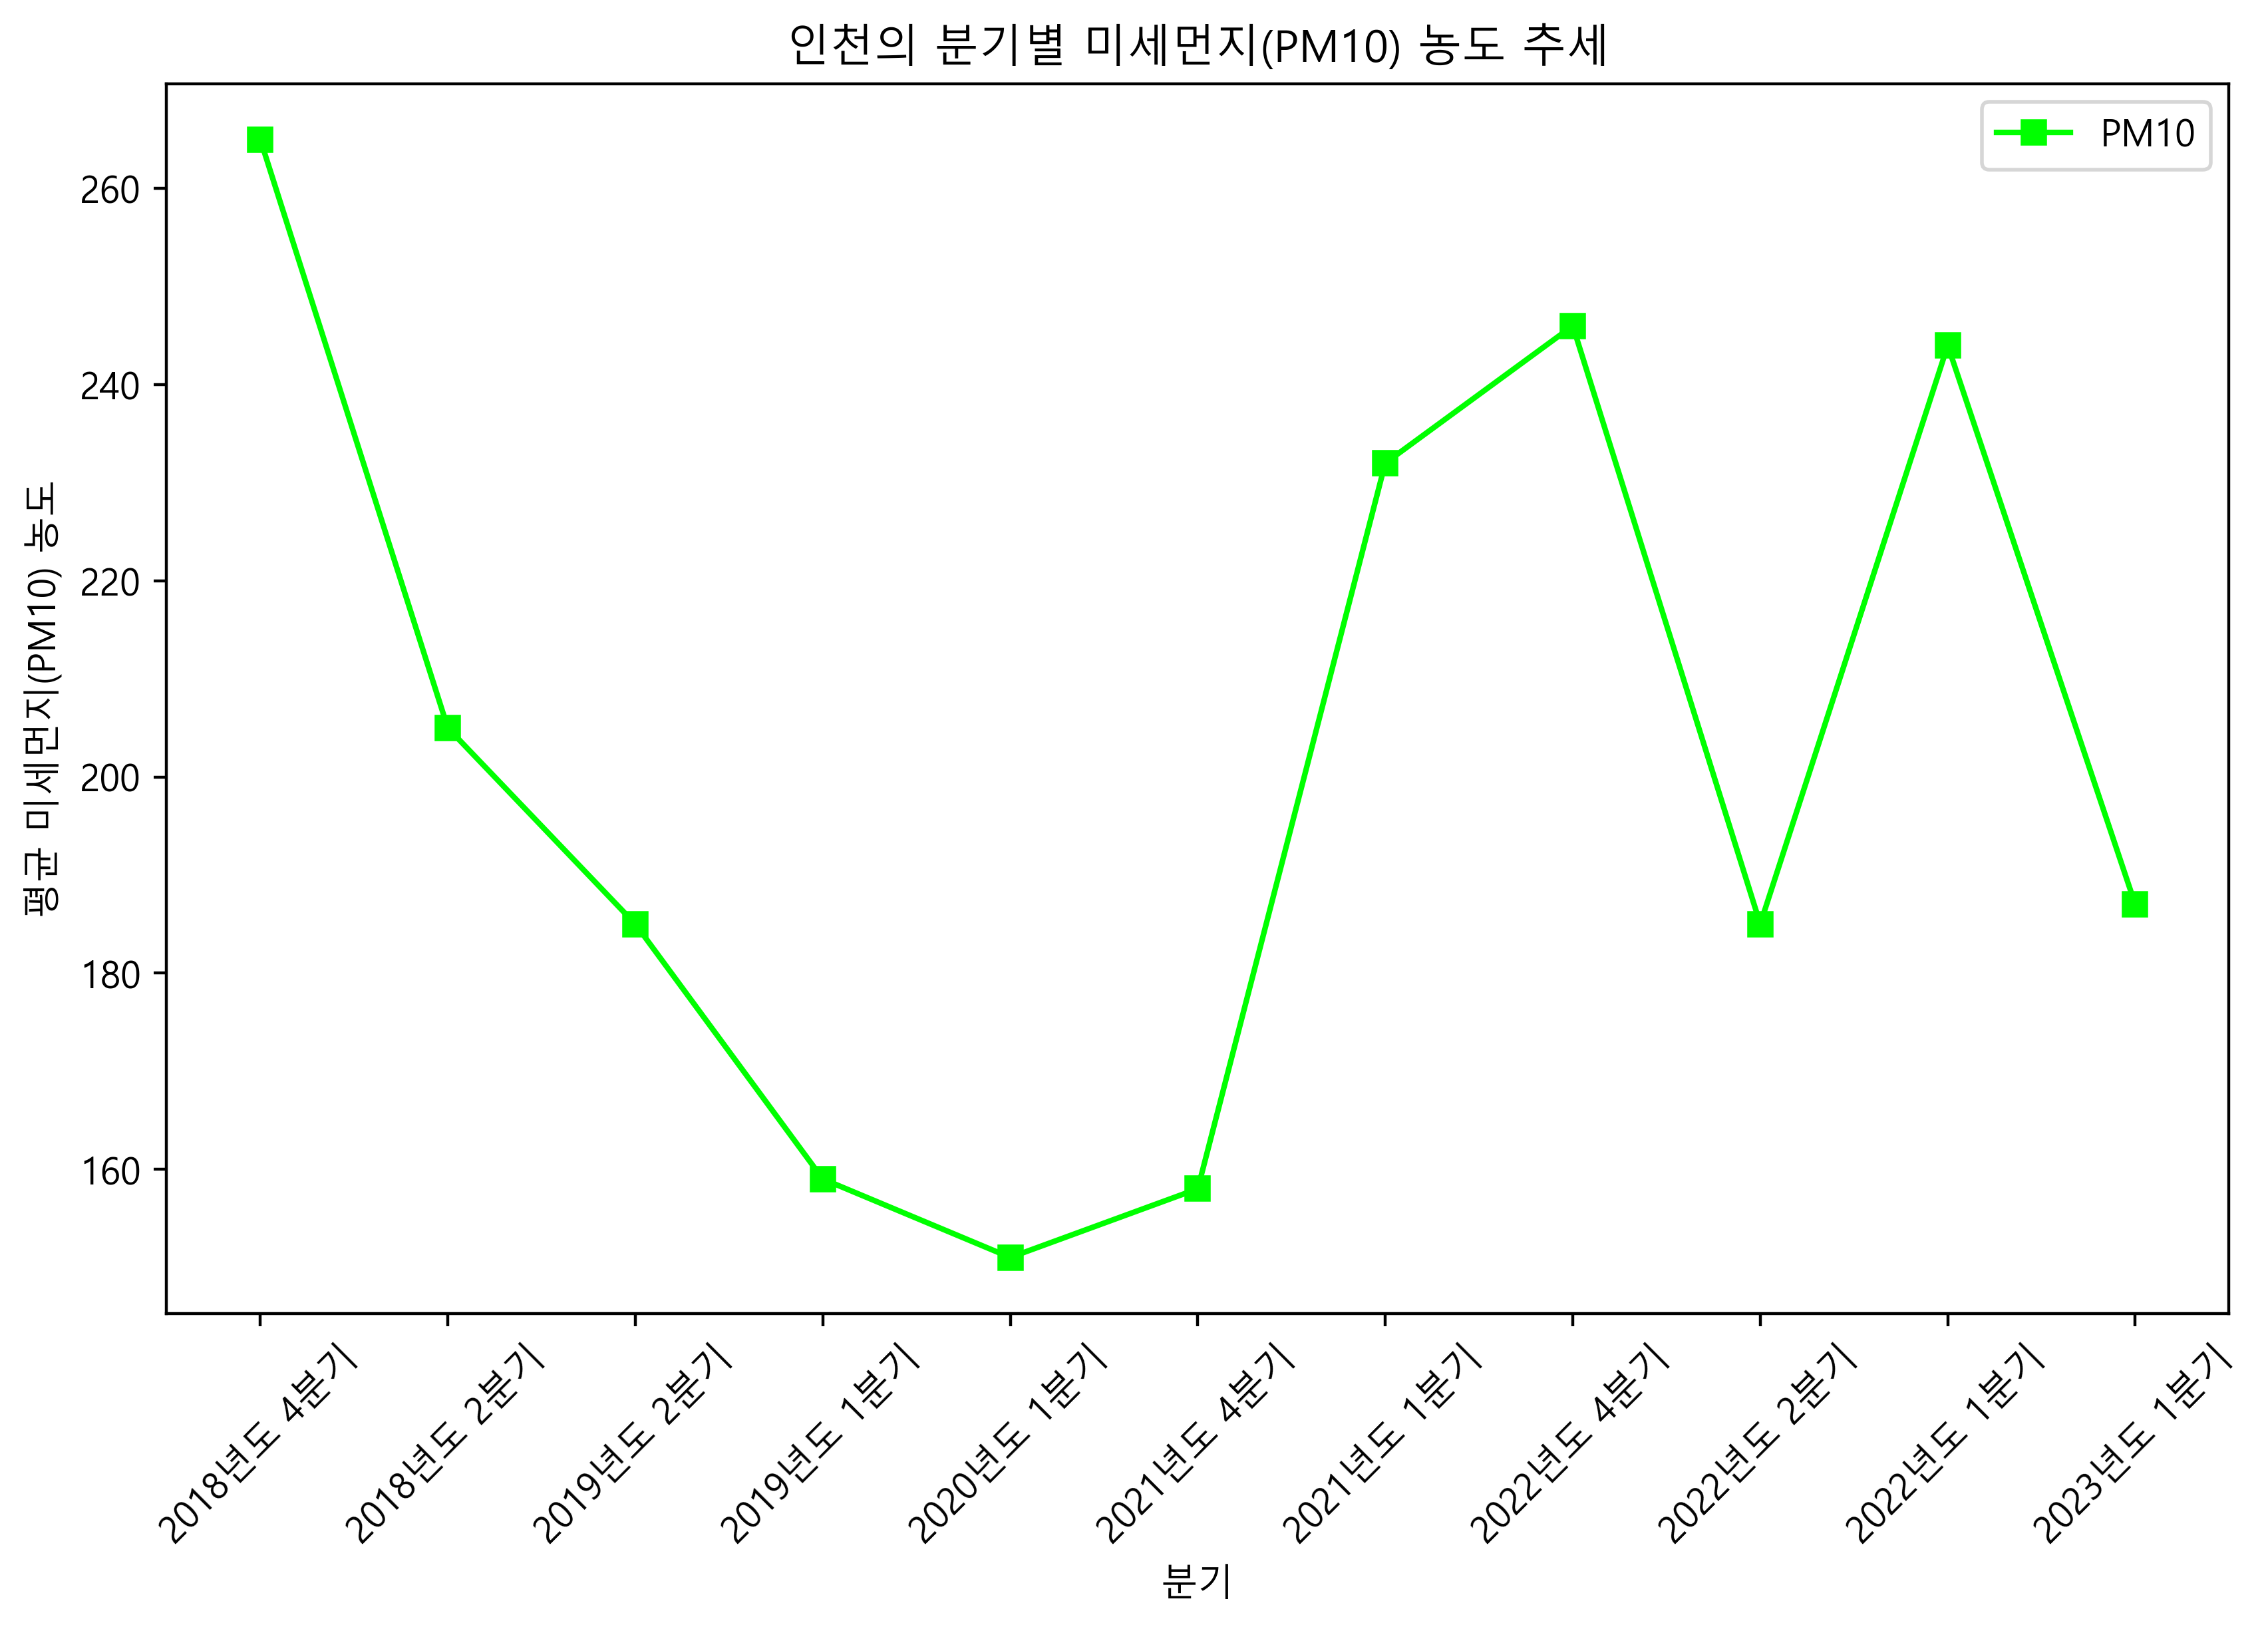 인천의 분기별 미세먼지(PM10) 농도 추세
PM10
평균 미세먼지(PM10) 농도
260
240
220
200
180
160
2018년도 4분기
2018년도 2분기
2019년도 2분기
2019년도 1분기
2020년도 1분기
2021년도 4분기
2021년도 1분기
2022년도 4분기
2022년도 2분기
2022년도 1분기
2023년도 1분기
분기